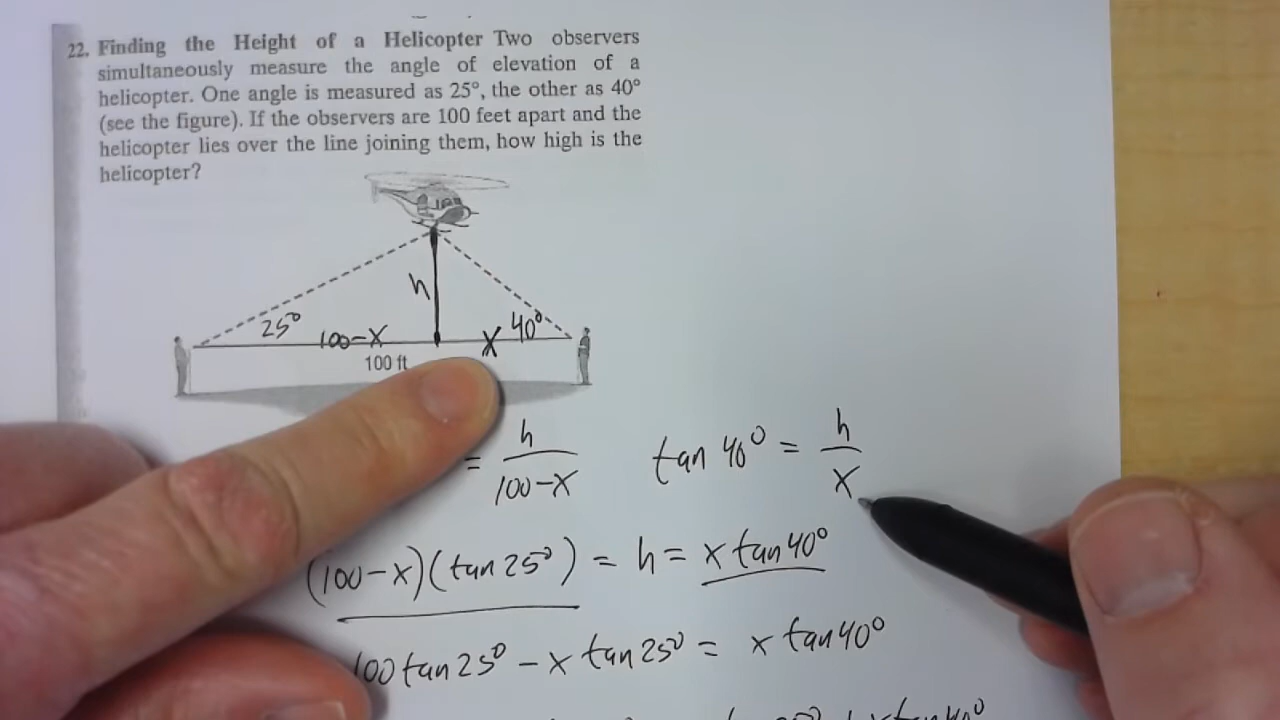 22. Finding the Height of a Helicopter Two observers
simultaneously measure the angle of elevation of a
helicopter. One angle is measured as 25°, the other as 40°
(see the figure). If the observers are 100 feet apart and the
helicopter lies over the line joining them, how high is the
helicopter?
h
25° 100-x x 40°
100 ft
= h/(100-x) tan 40° = h/x
(100-x)(tan 25°) = h = x tan 40°
100 tan 25° - x tan 25° = x tan 40°
x tan 40°